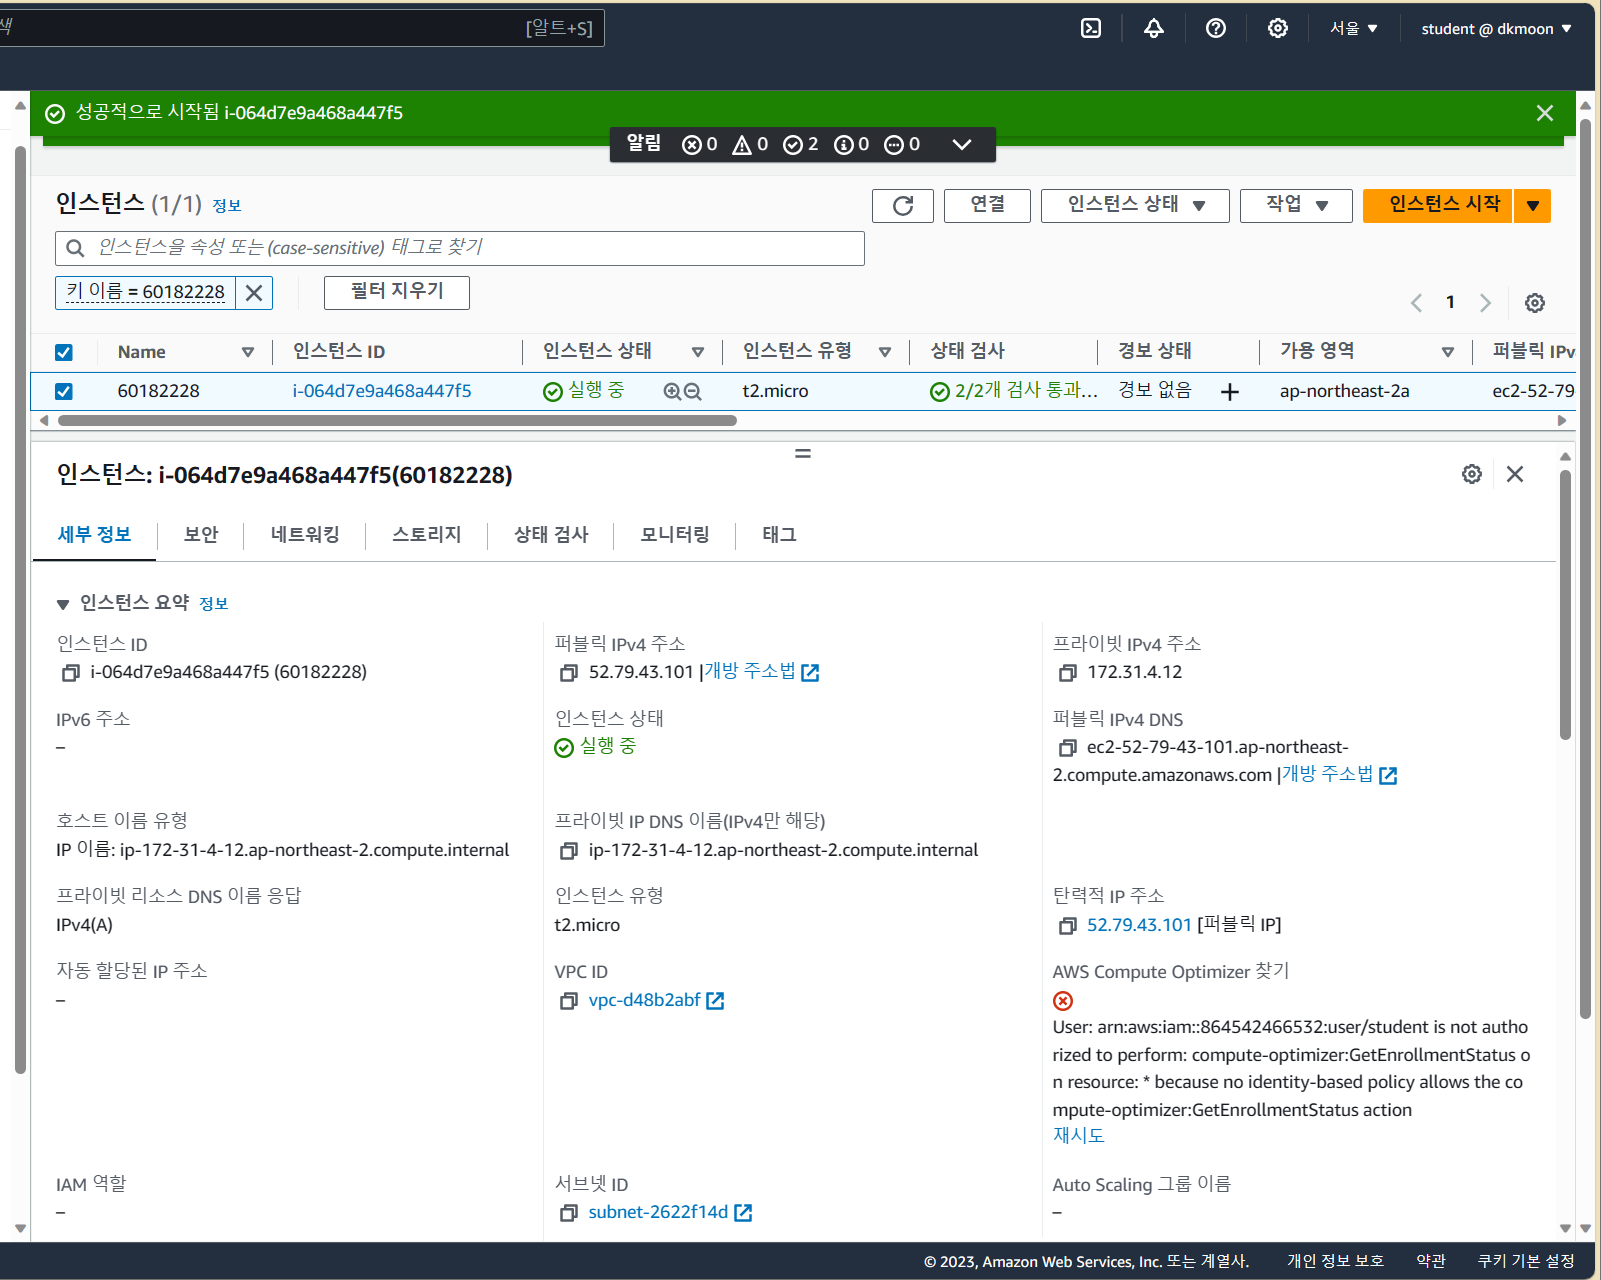 색
[알트+S]
서울
student @ dkmoon
성공적으로 시작됨 i-064d7e9a468a447f5
알림
0
0
2
0
0
인스턴스 (1/1) 정보
연결
인스턴스 상태
작업
인스턴스 시작
인스턴스을 속성 또는 (case-sensitive) 태그로 찾기
키 이름 = 60182228
필터 지우기
1
Name
인스턴스 ID
인스턴스 상태
인스턴스 유형
상태 검사
경보 상태
가용 영역
퍼블릭 IPv
60182228
i-064d7e9a468a447f5
실행 중
t2.micro
2/2개 검사 통과...
경보 없음
ap-northeast-2a
ec2-52-79
인스턴스: i-064d7e9a468a447f5(60182228)
세부 정보
보안
네트워킹
스토리지
상태 검사
모니터링
태그
인스턴스 요약 정보
인스턴스 ID
i-064d7e9a468a447f5 (60182228)
퍼블릭 IPv4 주소
52.79.43.101 |개방 주소법
프라이빗 IPv4 주소
172.31.4.12
IPv6 주소
–
인스턴스 상태
실행 중
퍼블릭 IPv4 DNS
ec2-52-79-43-101.ap-northeast-
2.compute.amazonaws.com |개방 주소법
호스트 이름 유형
IP 이름: ip-172-31-4-12.ap-northeast-2.compute.internal
프라이빗 IP DNS 이름(IPv4만 해당)
ip-172-31-4-12.ap-northeast-2.compute.internal
프라이빗 리소스 DNS 이름 응답
IPv4(A)
인스턴스 유형
t2.micro
탄력적 IP 주소
52.79.43.101 [퍼블릭 IP]
자동 할당된 IP 주소
–
VPC ID
vpc-d48b2abf
AWS Compute Optimizer 찾기
User: arn:aws:iam::864542466532:user/student is not autho
rized to perform: compute-optimizer:GetEnrollmentStatus o
n resource: * because no identity-based policy allows the co
mpute-optimizer:GetEnrollmentStatus action
재시도
IAM 역할
–
서브넷 ID
subnet-2622f14d
Auto Scaling 그룹 이름
–
© 2023, Amazon Web Services, Inc. 또는 계열사.
개인 정보 보호
약관
쿠키 기본 설정